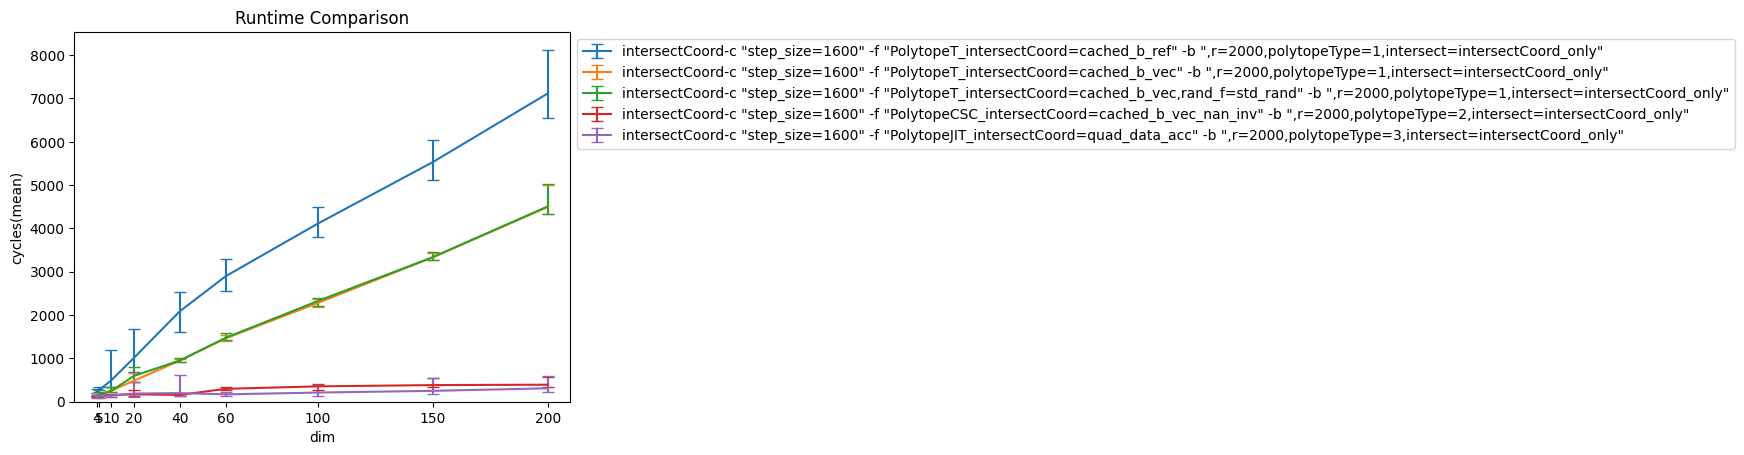 Runtime Comparison
intersectCoord-c "step_size=1600" -f "PolytopeT_intersectCoord=cached_b_ref" -b ",r=2000,polytopeType=1,intersect=intersectCoord_only"
intersectCoord-c "step_size=1600" -f "PolytopeT_intersectCoord=cached_b_vec" -b ",r=2000,polytopeType=1,intersect=intersectCoord_only"
intersectCoord-c "step_size=1600" -f "PolytopeT_intersectCoord=cached_b_vec,rand_f=std_rand" -b ",r=2000,polytopeType=1,intersect=intersectCoord_only"
intersectCoord-c "step_size=1600" -f "PolytopeCSC_intersectCoord=cached_b_vec_nan_inv" -b ",r=2000,polytopeType=2,intersect=intersectCoord_only"
intersectCoord-c "step_size=1600" -f "PolytopeJIT_intersectCoord=quad_data_acc" -b ",r=2000,polytopeType=3,intersect=intersectCoord_only"
cycles(mean)
8000
7000
6000
5000
4000
3000
2000
1000
0
4 5 10 20 40 60 100 150 200
dim